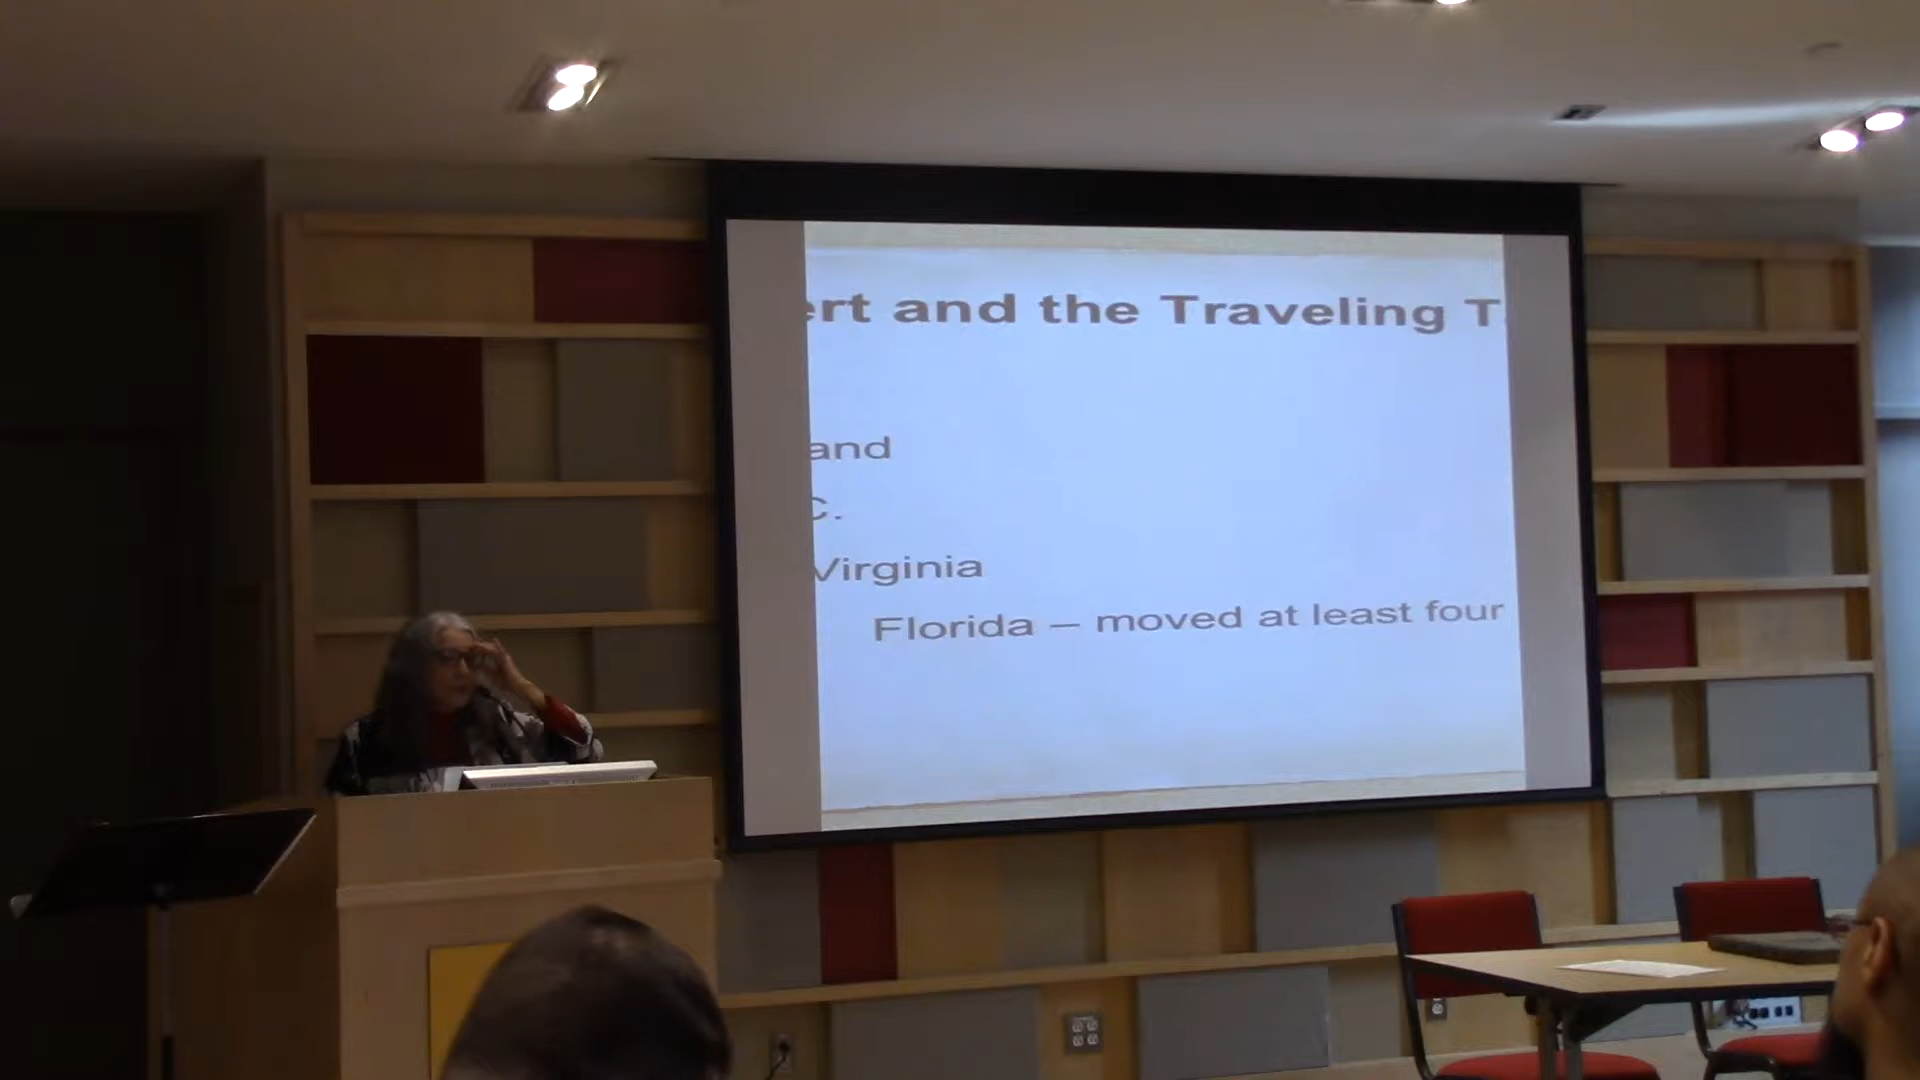 ert and the Traveling T
and
C.
Virginia
Florida – moved at least four